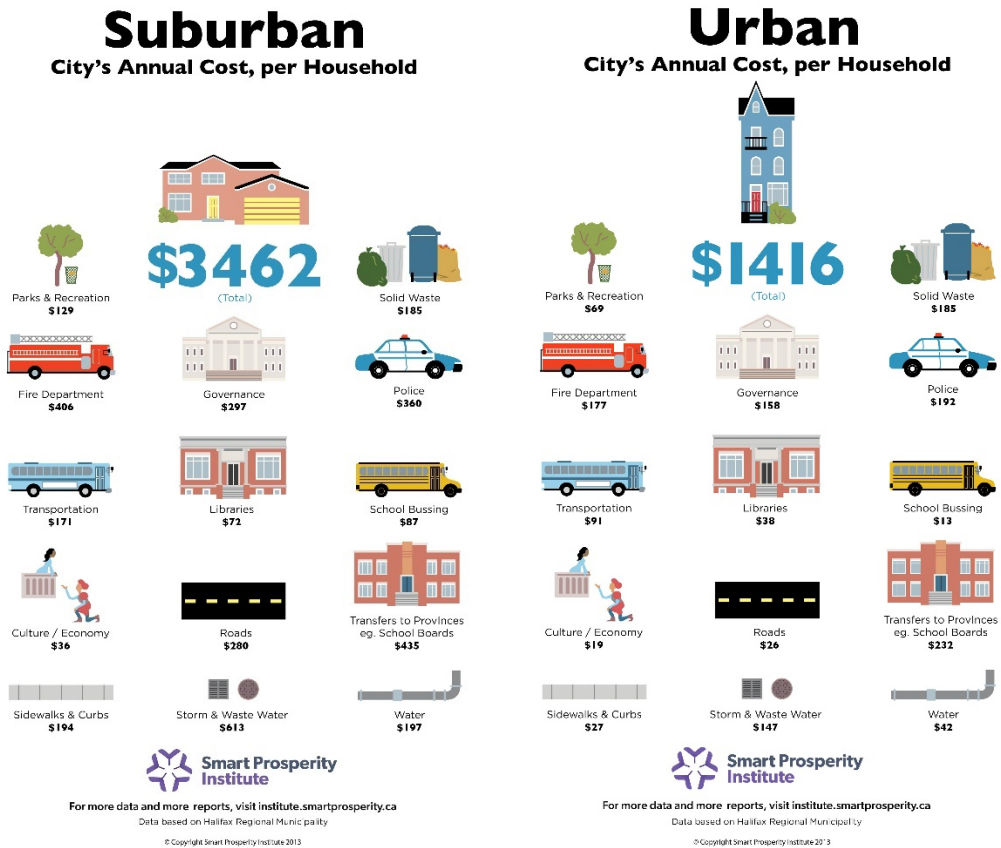 Suburban
City's Annual Cost, per Household
$3462
(Total)
Parks & Recreation
$129
Solid Waste
$185
Fire Department
$406
Governance
$297
Police
$360
Transportation
$171
Libraries
$72
School Bussing
$87
Culture / Economy
$36
Roads
$280
Transfers to Provinces
eg. School Boards
$435
Sidewalks & Curbs
$194
Storm & Waste Water
$613
Water
$197
Smart Prosperity
Institute
For more data and more reports, visit institute.smartprosperity.ca
Data based on Halifax Regional Munic pality
© Copyright Smart Prosperity Institute 2013
Urban
City's Annual Cost, per Household
$1416
(Total)
Parks & Recreation
$69
Solid Waste
$185
Fire Department
$177
Governance
$158
Police
$192
Transportation
$91
Libraries
$38
School Bussing
$13
Culture / Economy
$19
Roads
$26
Transfers to Provinces
eg. School Boards
$232
Sidewalks & Curbs
$27
Storm & Waste Water
$147
Water
$42
Smart Prosperity
Institute
For more data and more reports, visit institute.smartprosperity.ca
Data based on Halifax Regional Municipality
© Copyright Smart Prosperity Institute 2013